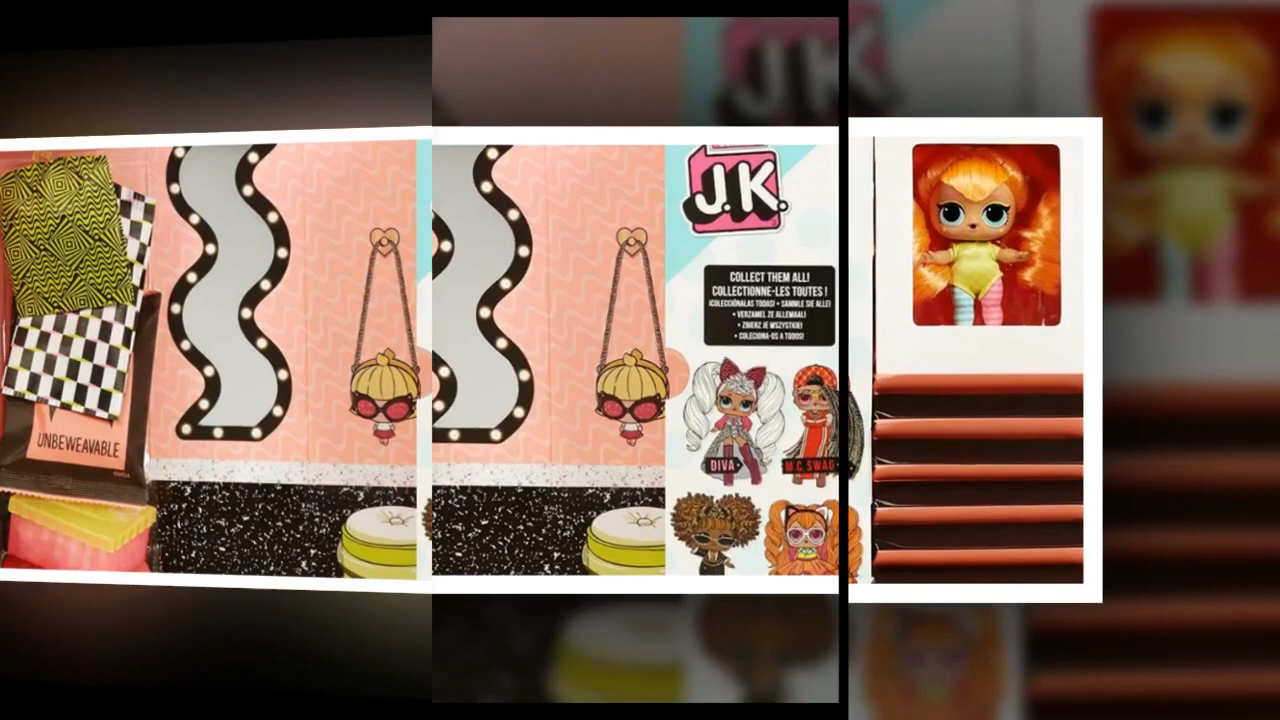 UNBEWEAVABLE
J.K.
COLLECT THEM ALL!
COLLECTIONNE-LES TOUTES !
¡COLECCIÓNALAS TODAS! • SAMMLE SIE ALLE!
• VERZAMEL ZE ALLEMAAL!
• ZBIERZ JE WSZYSTKIE!
• COLECIONA-OS A TODOS!
DIVA
M.C. SWAG